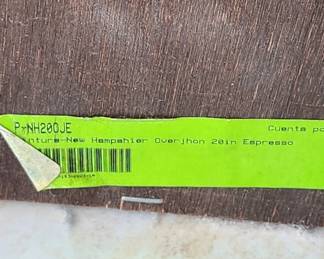 P-NH20OJE Cuenta po
nture-New Hampshier Overjhon 20in Espresso